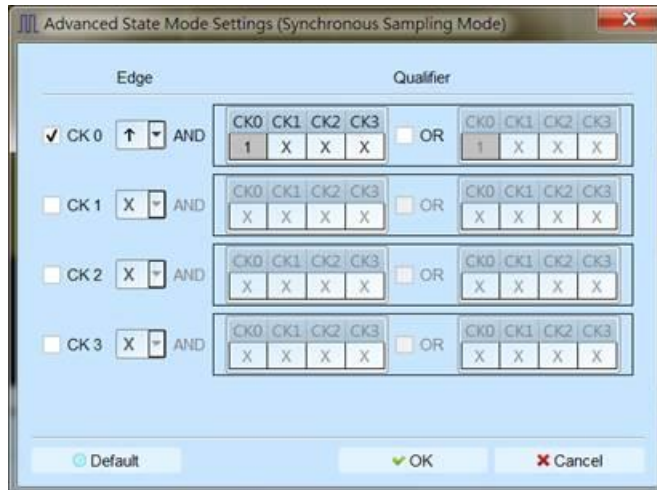 Advanced State Mode Settings (Synchronous Sampling Mode)
Edge Qualifier
CK0 CK1 CK2 CK3 CK0 CK1 CK2 CK3
CK 0 ↑ AND OR
1 X X X 1 X X X
CK0 CK1 CK2 CK3 CK0 CK1 CK2 CK3
CK 1 X AND OR
X X X X X X X X
CK0 CK1 CK2 CK3 CK0 CK1 CK2 CK3
CK 2 X AND OR
X X X X X X X X
CK0 CK1 CK2 CK3 CK0 CK1 CK2 CK3
CK 3 X AND OR
X X X X X X X X
Default OK Cancel